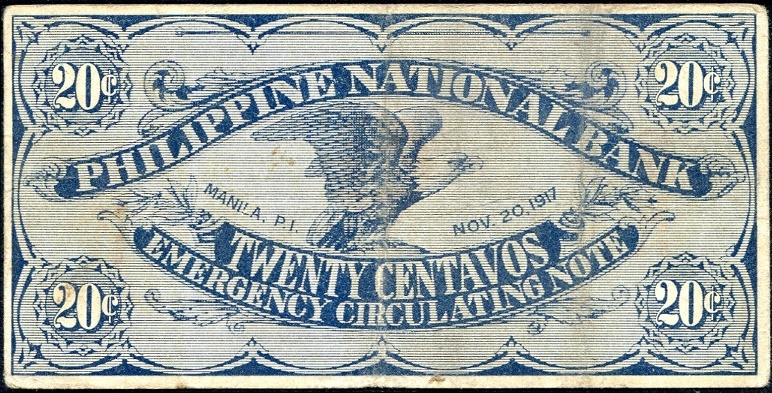 20¢ 20¢
PHILIPPINE NATIONAL BANK
MANILA, P.I. NOV. 20, 1917
TWENTY CENTAVOS
EMERGENCY CIRCULATING NOTE
20¢ 20¢